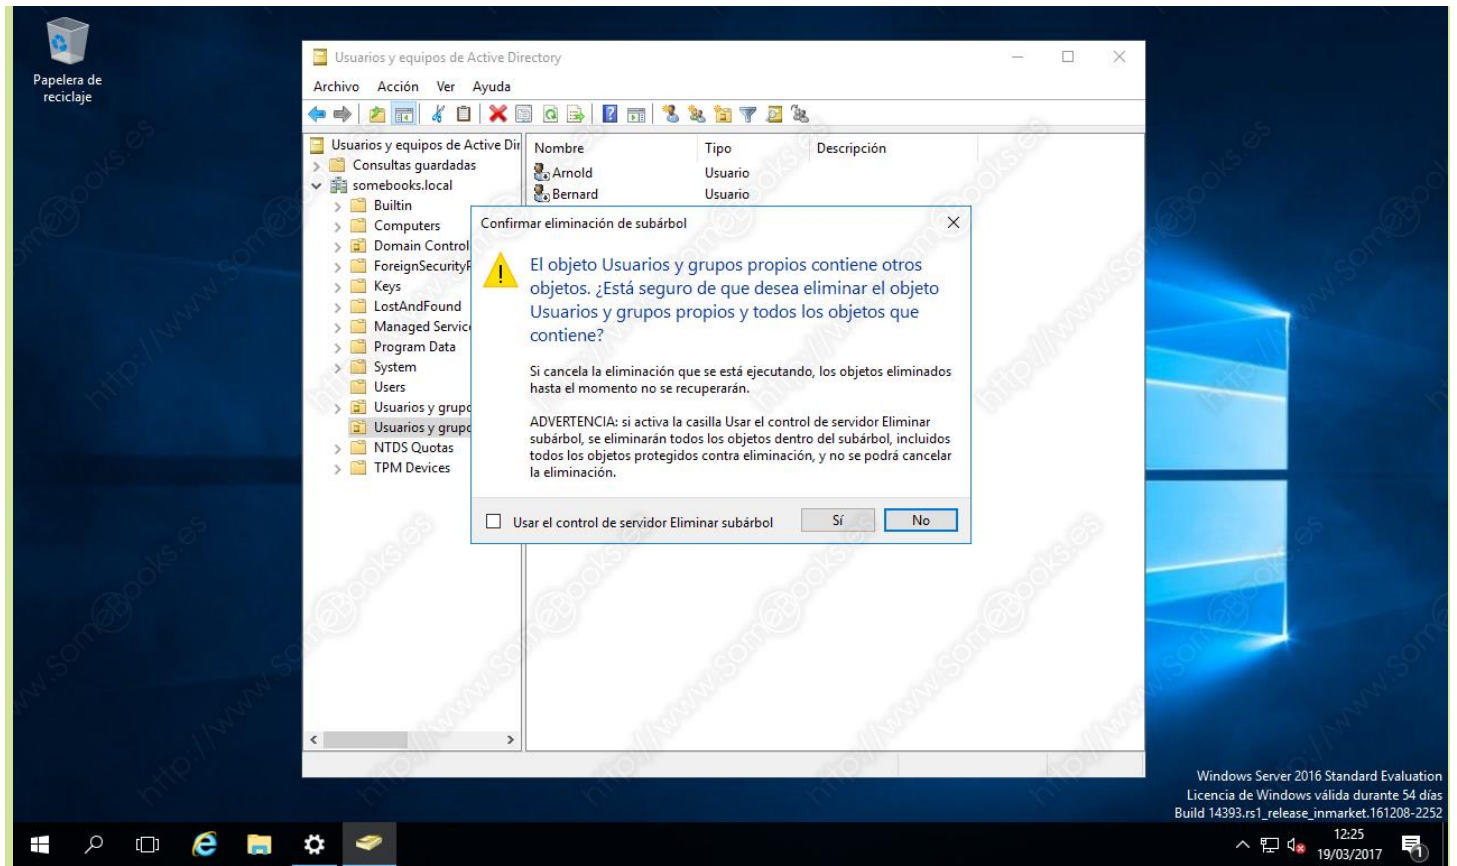 Papelera de
reciclaje
Usuarios y equipos de Active Directory
Archivo Acción Ver Ayuda
Usuarios y equipos de Active Dir
Consultas guardadas
somebooks.local
Builtin
Computers
Domain Control
ForeignSecurityP
Keys
LostAndFound
Managed Servic
Program Data
System
Users
Usuarios y grupo
Usuarios y grupo
NTDS Quotas
TPM Devices
Nombre Tipo Descripción
Arnold Usuario
Bernard Usuario
Confirmar eliminación de subárbol
El objeto Usuarios y grupos propios contiene otros
objetos. ¿Está seguro de que desea eliminar el objeto
Usuarios y grupos propios y todos los objetos que
contiene?
Si cancela la eliminación que se está ejecutando, los objetos eliminados
hasta el momento no se recuperarán.
ADVERTENCIA: si activa la casilla Usar el control de servidor Eliminar
subárbol, se eliminarán todos los objetos dentro del subárbol, incluidos
todos los objetos protegidos contra eliminación, y no se podrá cancelar
la eliminación.
Usar el control de servidor Eliminar subárbol Sí No
Windows Server 2016 Standard Evaluation
Licencia de Windows válida durante 54 días
Build 14393.rs1_release_inmarket.161208-2252
12:25
19/03/2017
1
http://www.SomeBooks.es